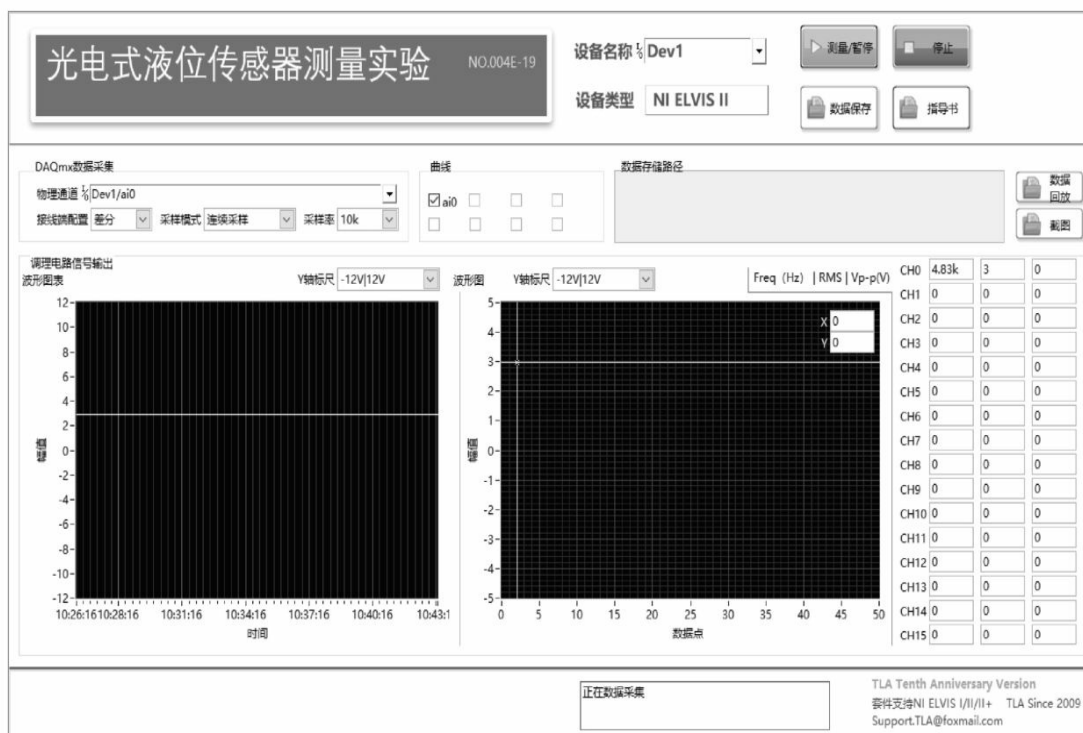 光电式液位传感器测量实验 NO.004E-19
设备名称 Dev1
设备类型 NI ELVIS II
测量/暂停
停止
数据保存
指导书
DAQmx数据采集
物理通道 Dev1/ai0
接线端配置 差分 采样模式 连续采样 采样率 10k
曲线
ai0
数据存储路径
数据
回放
截图
调理电路信号输出
波形图表 Y轴标尺 -12V|12V
12
10
8
6
4
2
0
-2
-4
-6
-8
-10
-12
幅值
10:26:16 10:28:16 10:31:16 10:34:16 10:37:16 10:40:16 10:43:1
时间
波形图 Y轴标尺 -12V|12V
X 0
Y 0
5
4
3
2
1
0
-1
-2
-3
-4
-5
幅值
0 5 10 15 20 25 30 35 40 45 50
数据点
Freq (Hz) | RMS | Vp-p(V)
CH0 4.83k 3 0
CH1 0 0 0
CH2 0 0 0
CH3 0 0 0
CH4 0 0 0
CH5 0 0 0
CH6 0 0 0
CH7 0 0 0
CH8 0 0 0
CH9 0 0 0
CH10 0 0 0
CH11 0 0 0
CH12 0 0 0
CH13 0 0 0
CH14 0 0 0
CH15 0 0 0
正在数据采集
TLA Tenth Anniversary Version
套件支持NI ELVIS I/II/II+ TLA Since 2009
Support.TLA@foxmail.com